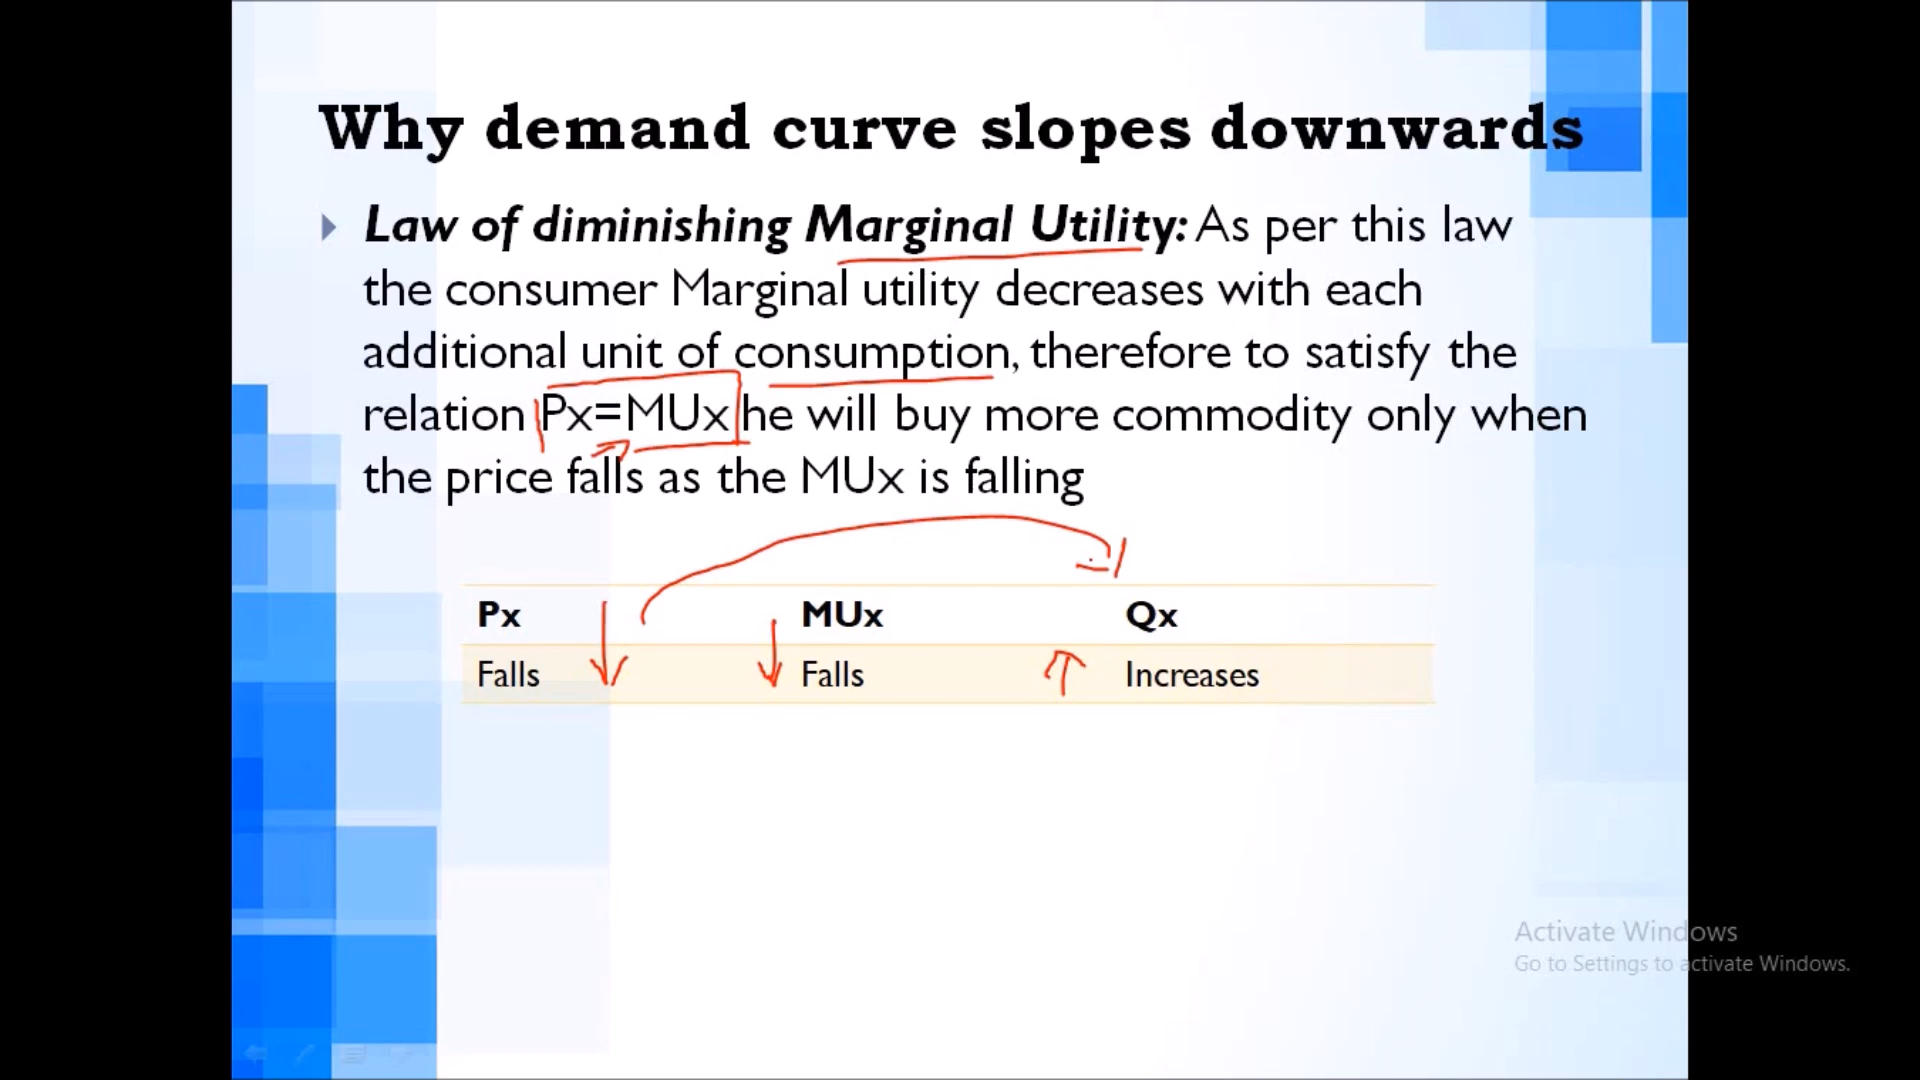 Why demand curve slopes downwards
Law of diminishing Marginal Utility: As per this law
the consumer Marginal utility decreases with each
additional unit of consumption, therefore to satisfy the
relation Px=MUx he will buy more commodity only when
the price falls as the MUx is falling
Px MUx Qx
Falls Falls Increases
Activate Windows
Go to Settings to activate Windows.